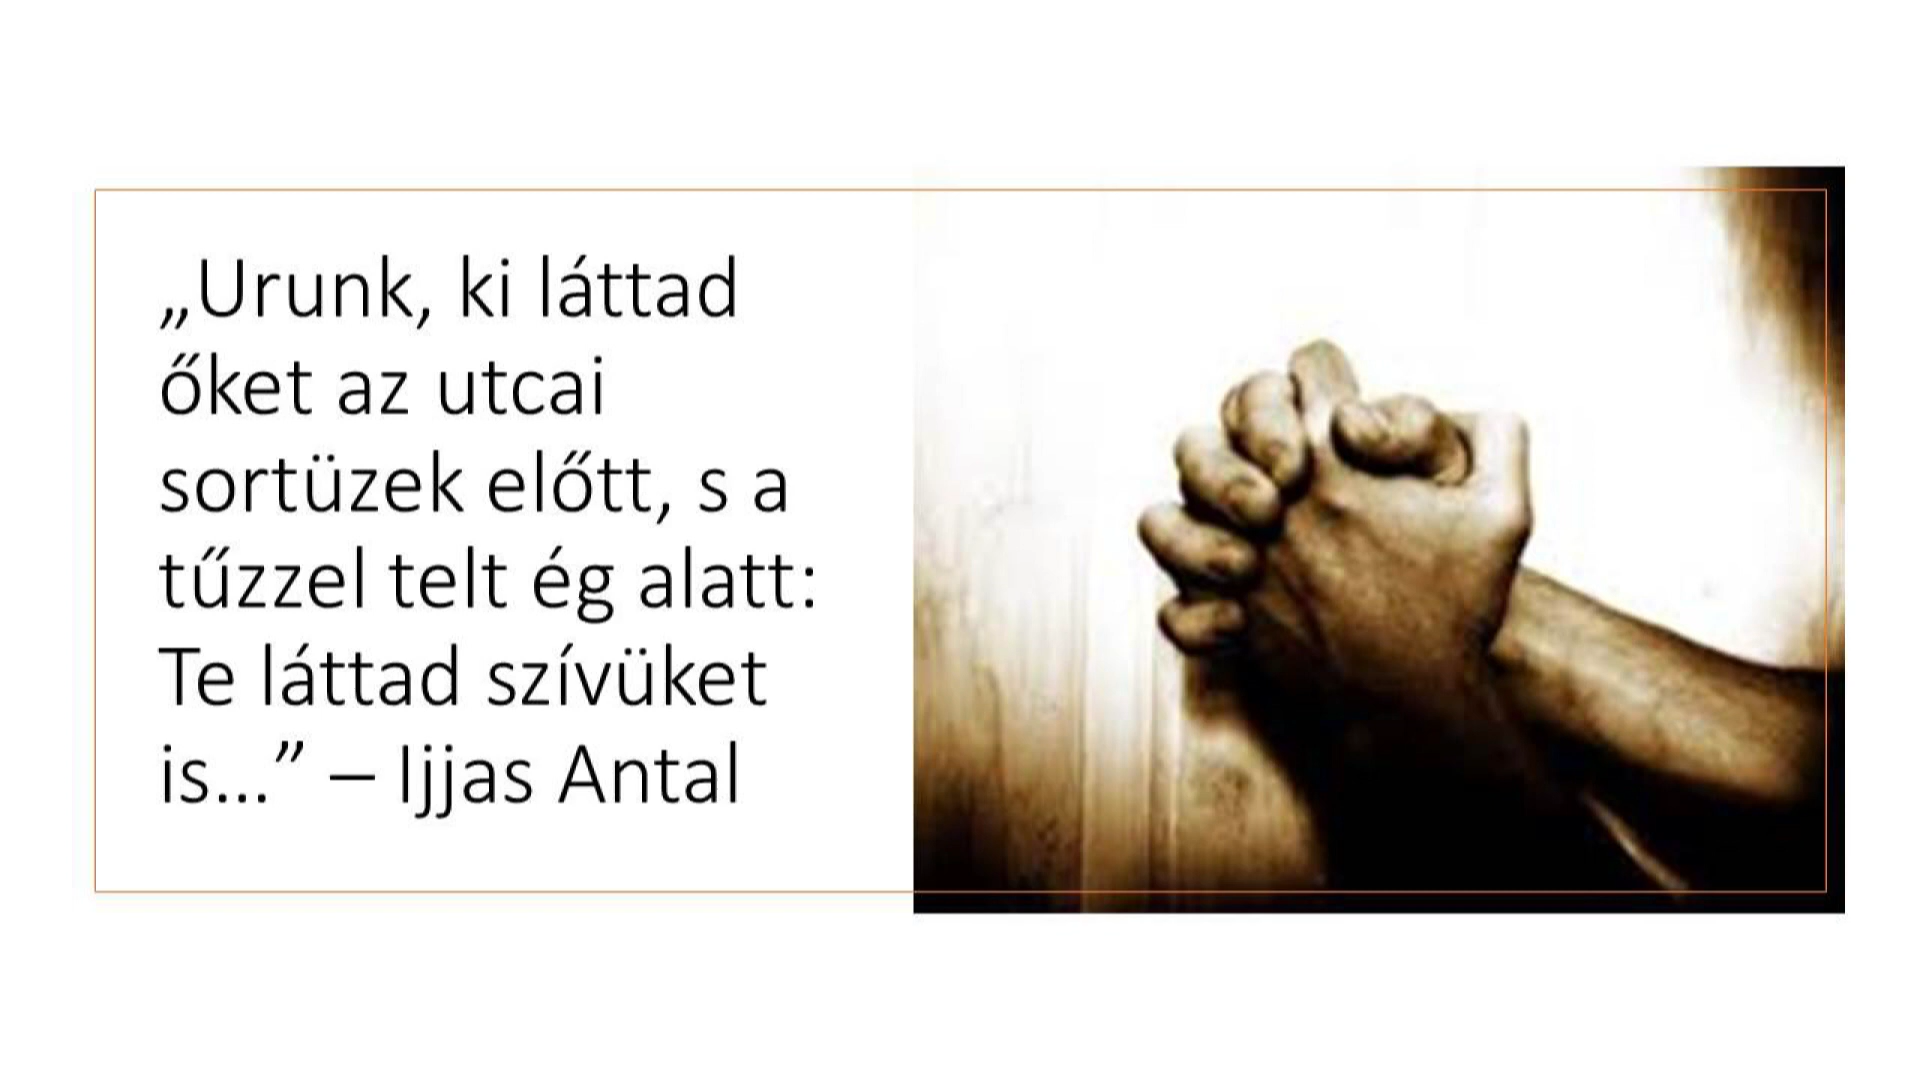 „Urunk, ki láttad
őket az utcai
sortüzek előtt, s a
tűzzel telt ég alatt:
Te láttad szívüket
is…” – Ijjas Antal